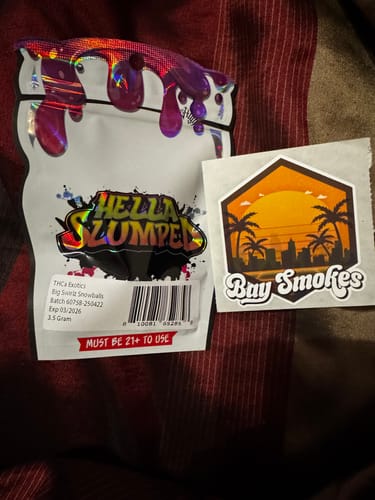 HELLA
SLUMPED
THCa Exotics
Big Swirlz Snowballs
Batch 60758-250422
Exp 03/2026
3.5 Gram
MUST BE 21+ TO USE
Bay Smokes